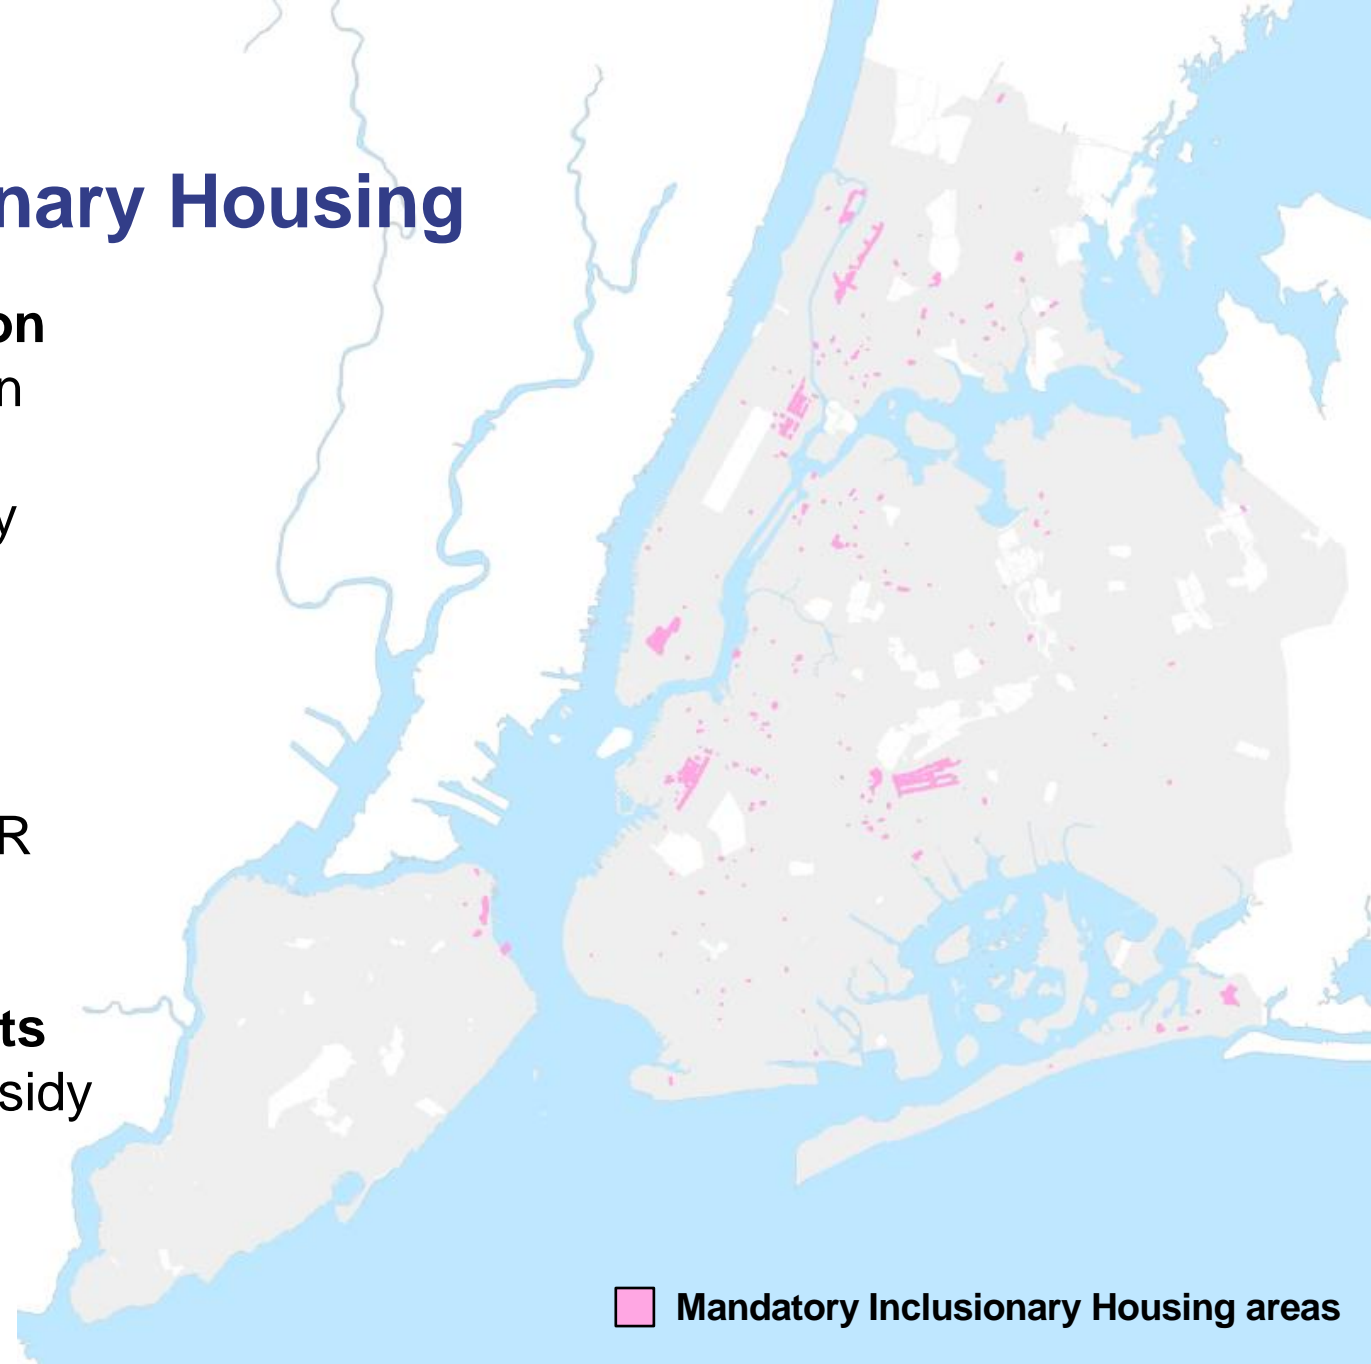 nary Housing
on
n
y
R
ts
sidy
Mandatory Inclusionary Housing areas